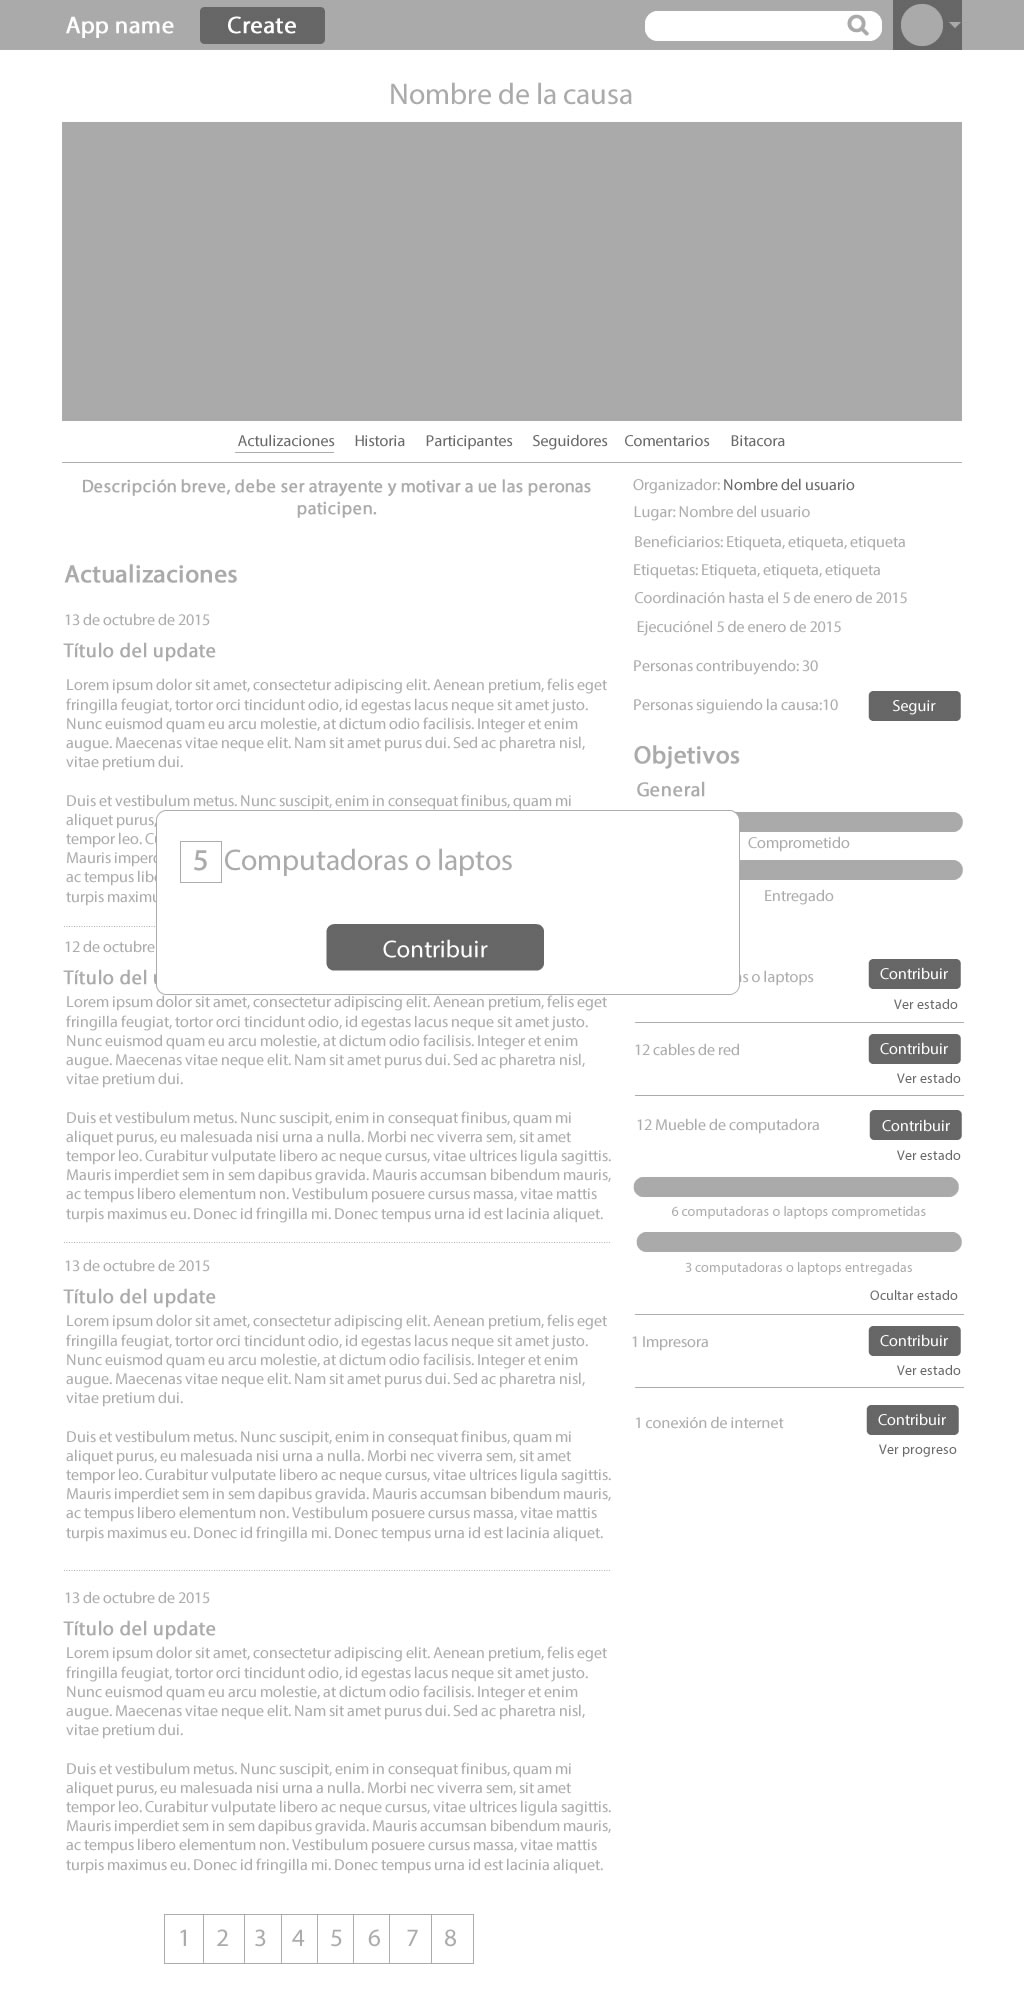 App name
Create
Nombre de la causa
Actulizaciones
Historia
Participantes
Seguidores
Comentarios
Bitacora
Descripción breve, debe ser atrayente y motivar a ue las peronas
paticipen.
Actualizaciones
13 de octubre de 2015
Título del update
Lorem ipsum dolor sit amet, consectetur adipiscing elit. Aenean pretium, felis eget
fringilla feugiat, tortor orci tincidunt odio, id egestas lacus neque sit amet justo.
Nunc euismod quam eu arcu molestie, at dictum odio facilisis. Integer et enim
augue. Maecenas vitae neque elit. Nam sit amet purus dui. Sed ac pharetra nisl,
vitae pretium dui.
Duis et vestibulum metus. Nunc suscipit, enim in consequat finibus, quam mi
aliquet purus,
tempor leo.
Mauris
ac tempus
turpis
12 de octubre
Título del
Lorem ipsum dolor sit amet, consectetur adipiscing elit. Aenean pretium, felis eget
fringilla feugiat, tortor orci tincidunt odio, id egestas lacus neque sit amet justo.
Nunc euismod quam eu arcu molestie, at dictum odio facilisis. Integer et enim
augue. Maecenas vitae neque elit. Nam sit amet purus dui. Sed ac pharetra nisl,
vitae pretium dui.
Duis et vestibulum metus. Nunc suscipit, enim in consequat finibus, quam mi
aliquet purus, eu malesuada nisi urna a nulla. Morbi nec viverra sem, sit amet
tempor leo. Curabitur vulputate libero ac neque cursus, vitae ultrices ligula sagittis.
Mauris imperdiet sem in sem dapibus gravida. Mauris accumsan bibendum mauris,
ac tempus libero elementum non. Vestibulum posuere cursus massa, vitae mattis
turpis maximus eu. Donec id fringilla mi. Donec tempus urna id est lacinia aliquet.
13 de octubre de 2015
Título del update
Lorem ipsum dolor sit amet, consectetur adipiscing elit. Aenean pretium, felis eget
fringilla feugiat, tortor orci tincidunt odio, id egestas lacus neque sit amet justo.
Nunc euismod quam eu arcu molestie, at dictum odio facilisis. Integer et enim
augue. Maecenas vitae neque elit. Nam sit amet purus dui. Sed ac pharetra nisl,
vitae pretium dui.
Duis et vestibulum metus. Nunc suscipit, enim in consequat finibus, quam mi
aliquet purus, eu malesuada nisi urna a nulla. Morbi nec viverra sem, sit amet
tempor leo. Curabitur vulputate libero ac neque cursus, vitae ultrices ligula sagittis.
Mauris imperdiet sem in sem dapibus gravida. Mauris accumsan bibendum mauris,
ac tempus libero elementum non. Vestibulum posuere cursus massa, vitae mattis
turpis maximus eu. Donec id fringilla mi. Donec tempus urna id est lacinia aliquet.
13 de octubre de 2015
Título del update
Lorem ipsum dolor sit amet, consectetur adipiscing elit. Aenean pretium, felis eget
fringilla feugiat, tortor orci tincidunt odio, id egestas lacus neque sit amet justo.
Nunc euismod quam eu arcu molestie, at dictum odio facilisis. Integer et enim
augue. Maecenas vitae neque elit. Nam sit amet purus dui. Sed ac pharetra nisl,
vitae pretium dui.
Duis et vestibulum metus. Nunc suscipit, enim in consequat finibus, quam mi
aliquet purus, eu malesuada nisi urna a nulla. Morbi nec viverra sem, sit amet
tempor leo. Curabitur vulputate libero ac neque cursus, vitae ultrices ligula sagittis.
Mauris imperdiet sem in sem dapibus gravida. Mauris accumsan bibendum mauris,
ac tempus libero elementum non. Vestibulum posuere cursus massa, vitae mattis
turpis maximus eu. Donec id fringilla mi. Donec tempus urna id est lacinia aliquet.
1 2 3 4 5 6 7 8
5 Computadoras o laptos
Contribuir
Organizador: Nombre del usuario
Lugar: Nombre del usuario
Beneficiarios: Etiqueta, etiqueta, etiqueta
Etiquetas: Etiqueta, etiqueta, etiqueta
Coordinación hasta el 5 de enero de 2015
Ejecuciónel 5 de enero de 2015
Personas contribuyendo: 30
Personas siguiendo la causa:10
Seguir
Objetivos
General
Comprometido
Entregado
o laptops
Contribuir
Ver estado
12 cables de red
Contribuir
Ver estado
12 Mueble de computadora
Contribuir
Ver estado
6 computadoras o laptops comprometidas
3 computadoras o laptops entregadas
Ocultar estado
1 Impresora
Contribuir
Ver estado
1 conexión de internet
Contribuir
Ver progreso